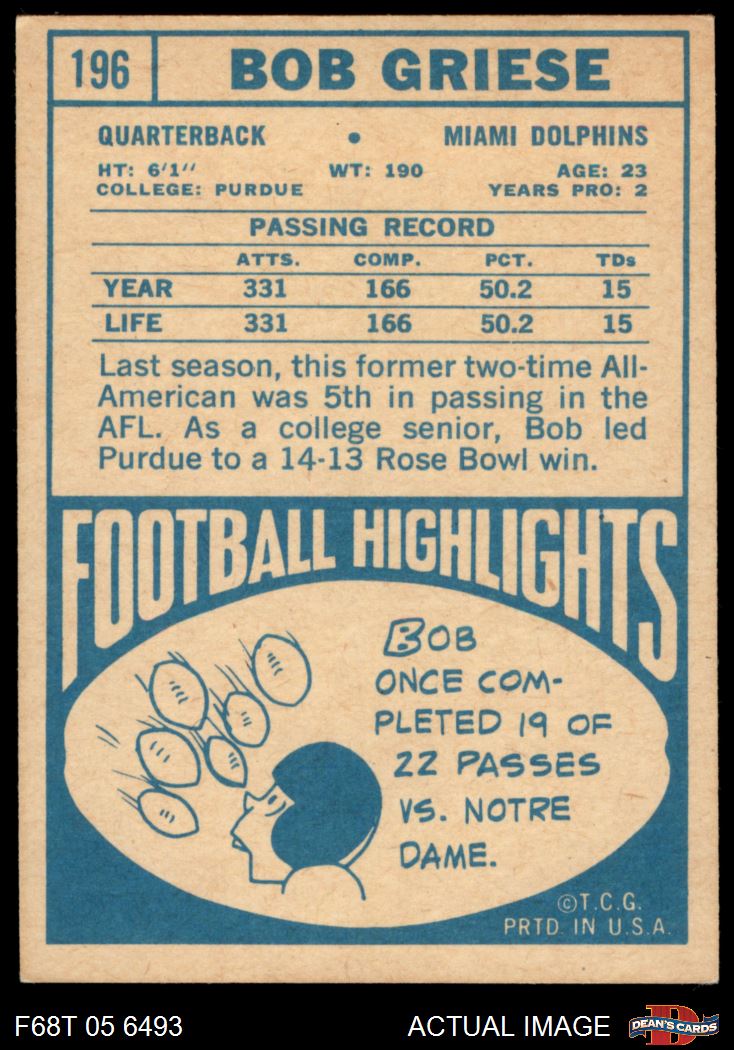 196 BOB GRIESE
QUARTERBACK • MIAMI DOLPHINS
HT: 6'1" WT: 190 AGE: 23
COLLEGE: PURDUE YEARS PRO: 2
PASSING RECORD
ATTS. COMP. PCT. TDs
YEAR 331 166 50.2 15
LIFE 331 166 50.2 15
Last season, this former two-time All-
American was 5th in passing in the
AFL. As a college senior, Bob led
Purdue to a 14-13 Rose Bowl win.
FOOTBALL HIGHLIGHTS
BOB
ONCE COM-
PLETED 19 OF
22 PASSES
VS. NOTRE
DAME.
©T.C.G.
PRTD. IN U.S.A.
F68T 05 6493 ACTUAL IMAGE D DEAN'S CARDS